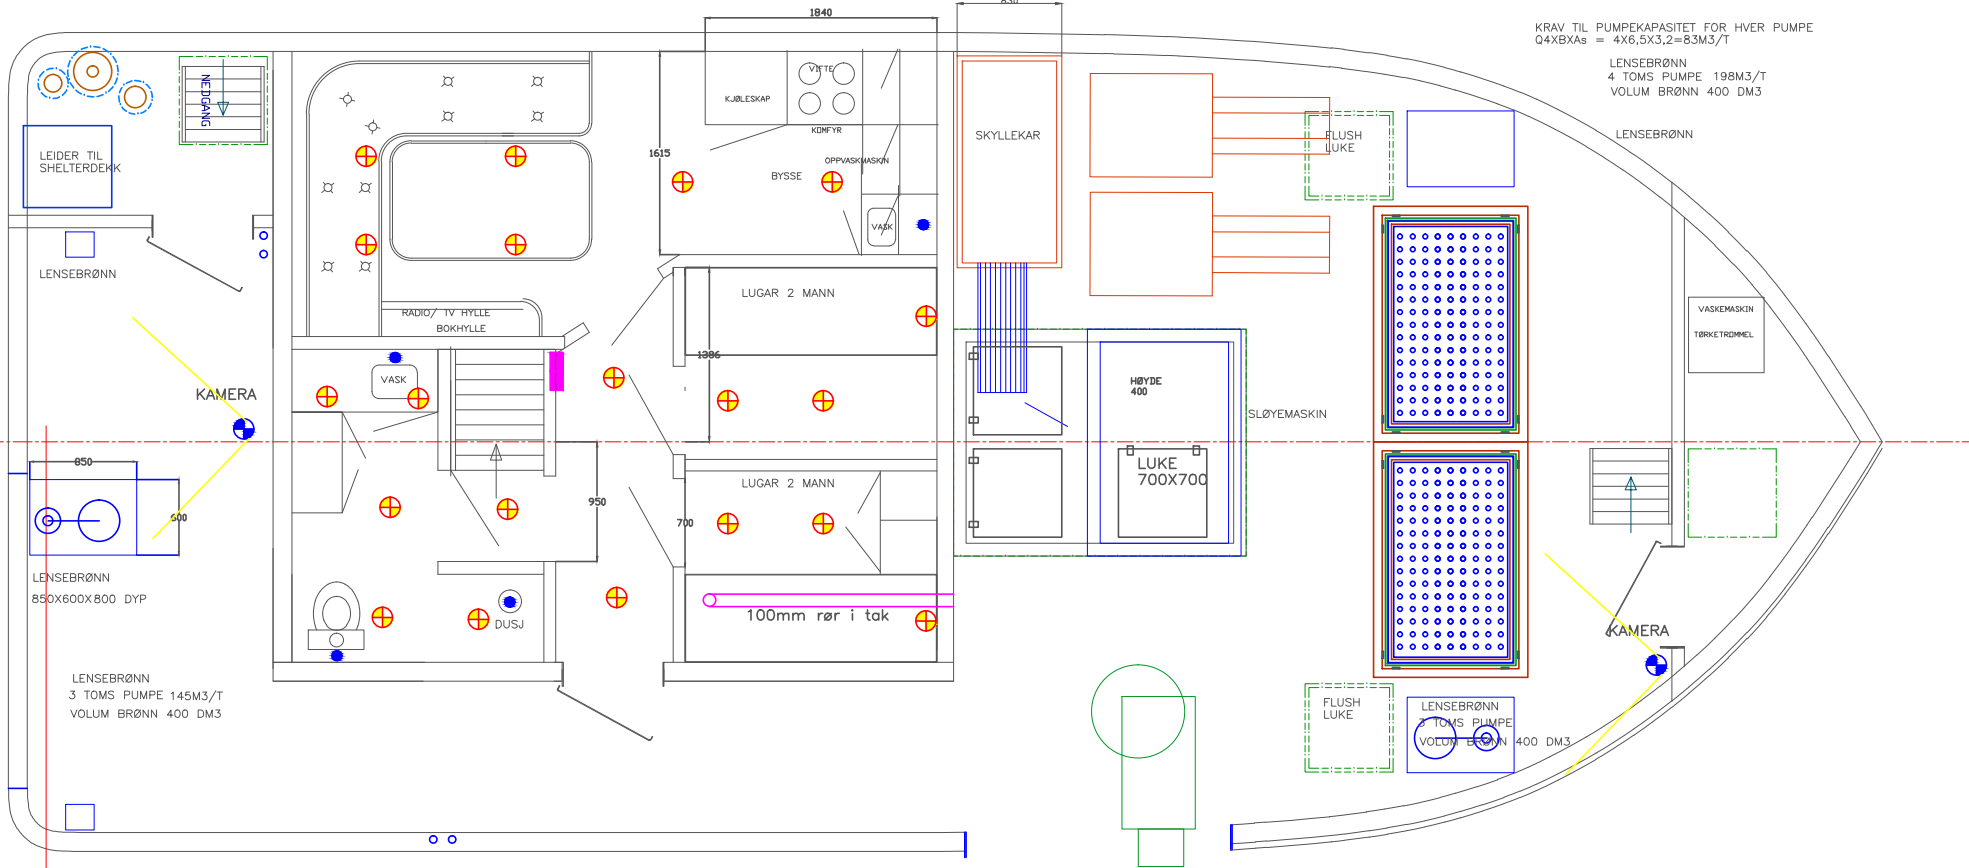 1840
830
KRAV TIL PUMPEKAPASITET FOR HVER PUMPE
Q4XBXAs = 4X6,5X3,2=83M3/T
LENSEBRØNN
4 TOMS PUMPE 198M3/T
VOLUM BRØNN 400 DM3
LENSEBRØNN
NEDGANG
LEIDER TIL
SHELTERDEKK
VIFTE
KJØLESKAP
KOMFYR
1615
OPPVASKMASKIN
BYSSE
VASK
SKYLLEKAR
FLUSH
LUKE
LENSEBRØNN
LUGAR 2 MANN
RADIO/ TV HYLLE
BOKHYLLE
1386
VASKEMASKIN
TØRKETROMMEL
VASK
KAMERA
HØYDE
400
SLØYEMASKIN
850
600
LUKE
700X700
LUGAR 2 MANN
950
700
LENSEBRØNN
850X600X800 DYP
100mm rør i tak
DUSJ
KAMERA
LENSEBRØNN
3 TOMS PUMPE 145M3/T
VOLUM BRØNN 400 DM3
FLUSH
LUKE
LENSEBRØNN
3 TOMS PUMPE
VOLUM BRØNN 400 DM3